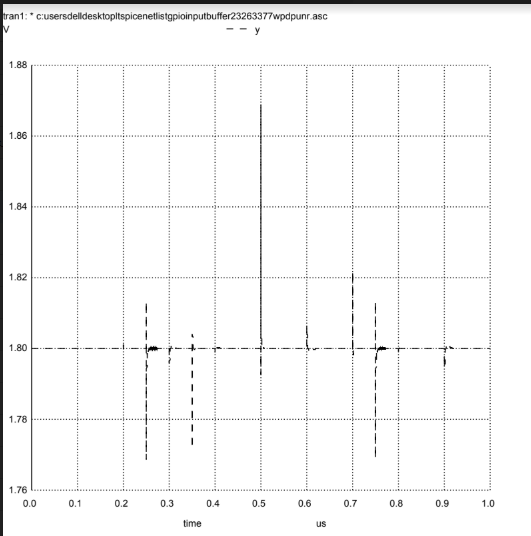 tran1: * c:usersdelldesktopltspicenetlistgpioinputbuffer23263377wpdpunr.asc
V
y
1.88
1.86
1.84
1.82
1.80
1.78
1.76
0.0 0.1 0.2 0.3 0.4 0.5 0.6 0.7 0.8 0.9 1.0
time us